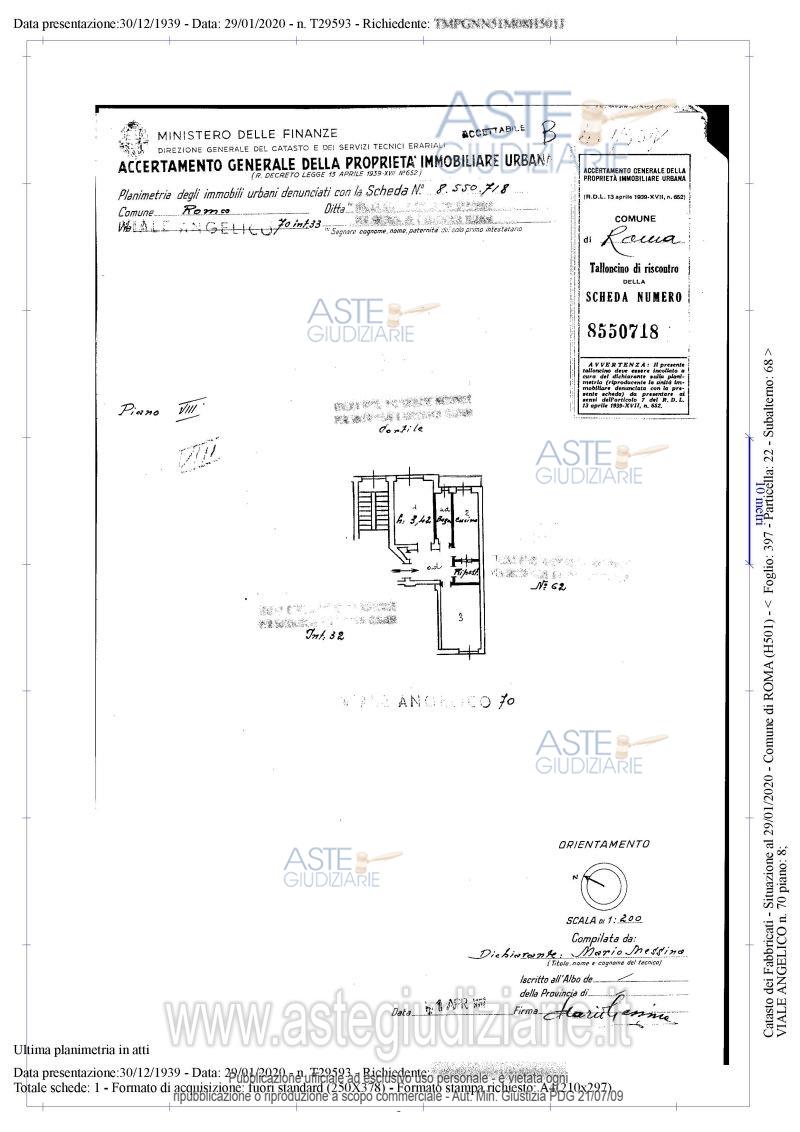 Data presentazione:30/12/1939 - Data: 29/01/2020 - n. T29593 - Richiedente:
MINISTERO DELLE FINANZE
DIREZIONE GENERALE DEL CATASTO E DEI SERVIZI TECNICI ERARIALI
ACCETTABILE
B
ACCERTAMENTO GENERALE DELLA PROPRIETA' IMMOBILIARE URBANA
(R. DECRETO LEGGE 13 APRILE 1939-XVII N° 652)
Planimetria degli immobili urbani denunciati con la Scheda N° 8.550.718
Comune Roma Ditta
VIALE ANGELICO 70 int. 33
Segnare cognome, nome, paternità del solo primo intestatario
ACCERTAMENTO GENERALE DELLA
PROPRIETÀ IMMOBILIARE URBANA
(R.D.L. 13 aprile 1939-XVII, n. 652)
COMUNE
di Roma
Talloncino di riscontro
DELLA
SCHEDA NUMERO
8550718
AVVERTENZA: Il presente
talloncino deve essere incollato a
cura del dichiarante sulla plani-
metria (riproducente la unità im-
mobiliare denunciata con la pre-
sente scheda) da presentare ai
sensi dell'articolo 7 del R. D. L.
13 aprile 1939-XVII, n. 652.
ASTE
GIUDIZIARIE
ASTE
GIUDIZIARIE
ASTE
GIUDIZIARIE
ASTE
GIUDIZIARIE
ASTE
Piano VIII
VIII
Cortile
1
h: 3,42
Bagno
2
Cucina
Ripost.
3
N° 62
Int. 32
VIALE ANGELICO 70
ORIENTAMENTO
N
SCALA di 1: 200
Compilata da:
Dichiarante: Mario Messina
(Titolo, nome e cognome del tecnico)
Iscritto all'Albo de
della Provincia di
Data 1 APR
Firma
www.astegiudiziarie.it
Ultima planimetria in atti
Data presentazione:30/12/1939 - Data: 29/01/2020 - n. T29593 - Richiedente:
Totale schede: 1 - Formato di acquisizione: fuori standard (250X378) - Formato stampa richiesto: A4(210x297)
Pubblicazione ufficiale ad esclusivo uso personale - è vietata ogni
ripubblicazione o riproduzione a scopo commerciale - Aut. Min. Giustizia PDG 21/07/09
10 metri
Catasto dei Fabbricati - Situazione al 29/01/2020 - Comune di ROMA (H501) - < Foglio: 397 - Particella: 22 - Subalterno: 68 >
VIALE ANGELICO n. 70 piano: 8;